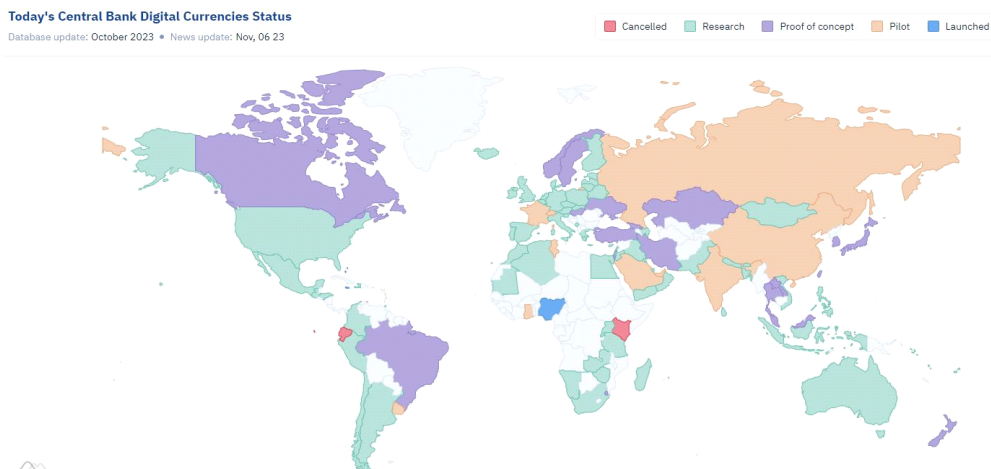 Today's Central Bank Digital Currencies Status
Database update: October 2023 • News update: Nov, 06 23
Cancelled Research Proof of concept Pilot Launched